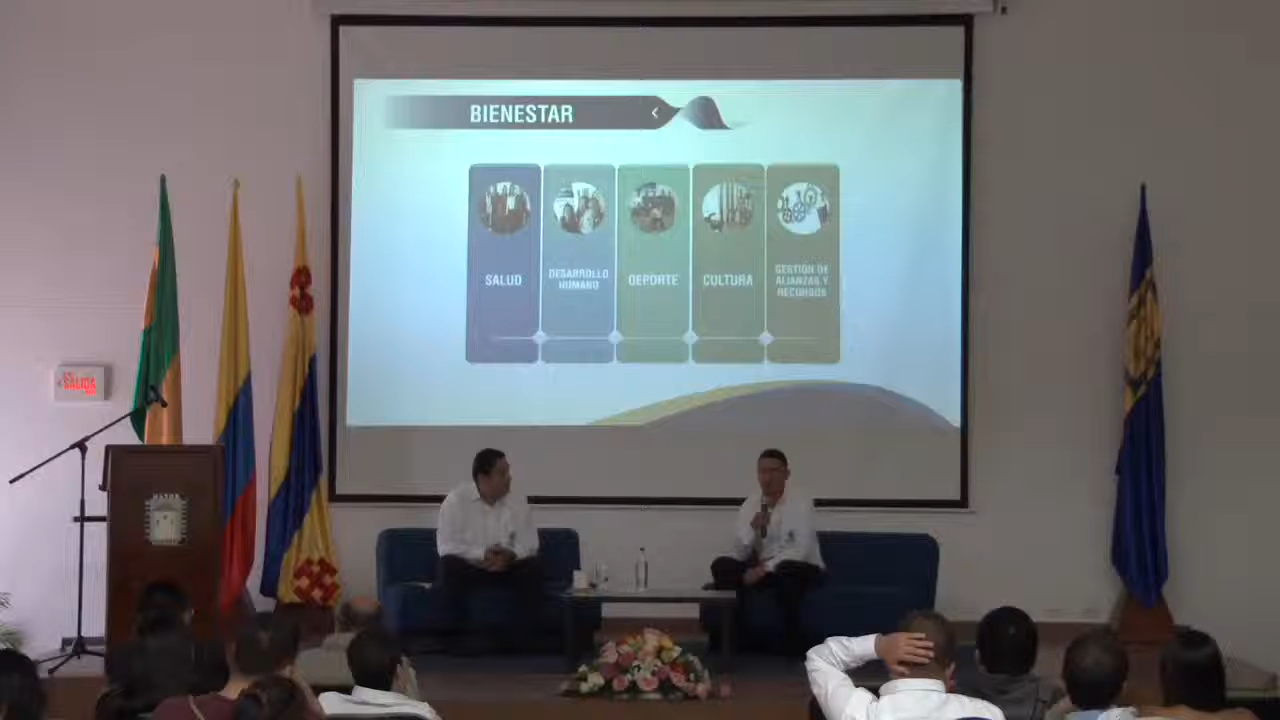 BIENESTAR
SALUD
DESARROLLO
HUMANO
DEPORTE
CULTURA
GESTIÓN DE
ALIANZAS Y
RECURSOS
SALIDA